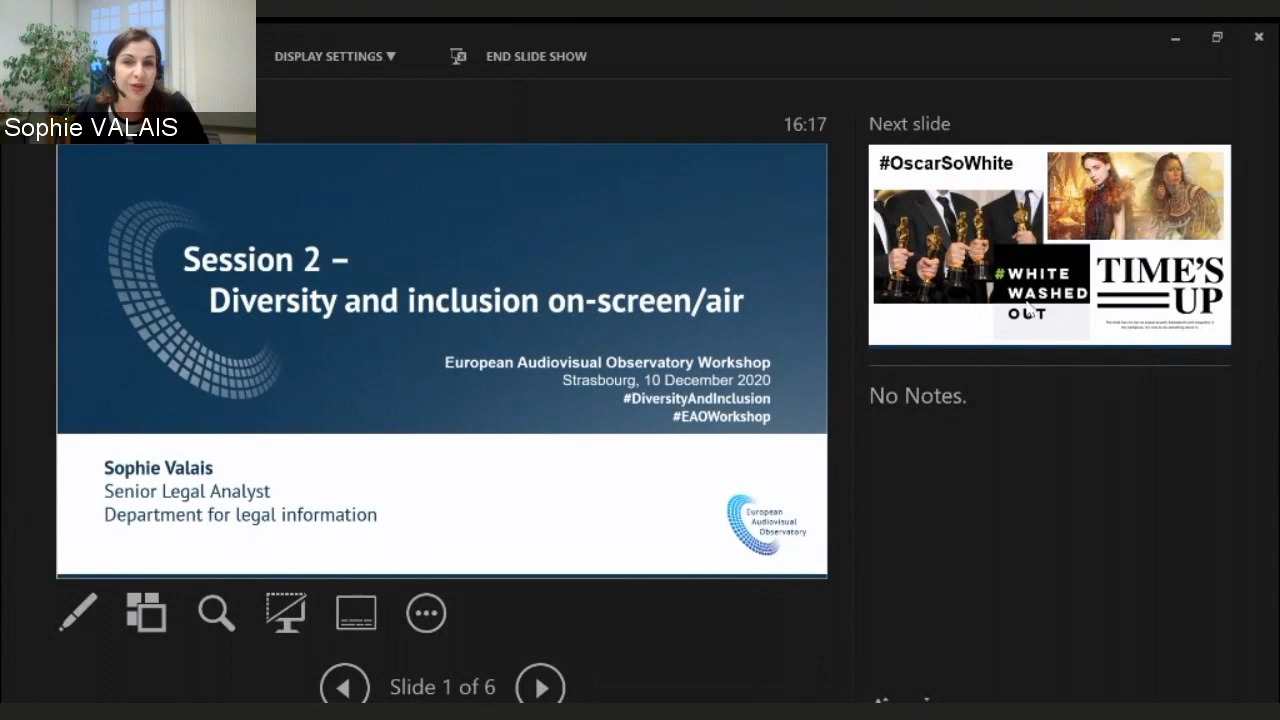 DISPLAY SETTINGS ▼
END SLIDE SHOW
Sophie VALAIS
16:17
Next slide
Session 2 –
Diversity and inclusion on-screen/air
European Audiovisual Observatory Workshop
Strasbourg, 10 December 2020
#DiversityAndInclusion
#EAOWorkshop
Sophie Valais
Senior Legal Analyst
Department for legal information
European
Audiovisual
Observatory
#OscarSoWhite
#WHITE
WASHED
OUT
TIME'S
UP
No Notes.
Slide 1 of 6